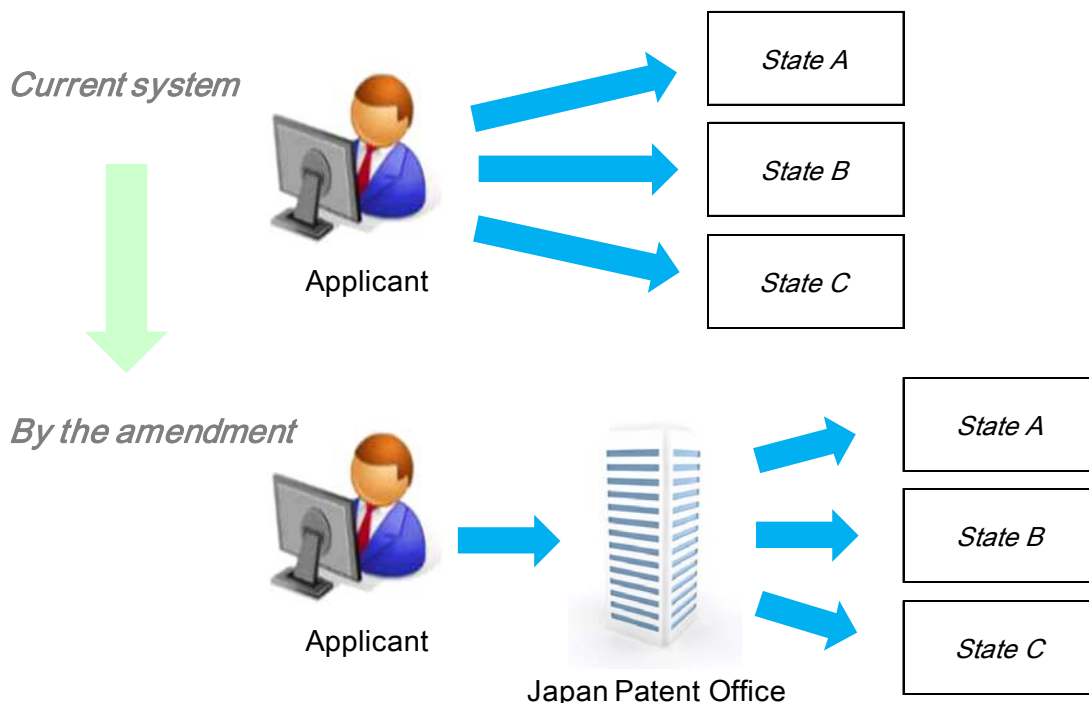 Current system
State A
State B
State C
Applicant
By the amendment
State A
State B
State C
Applicant
Japan Patent Office